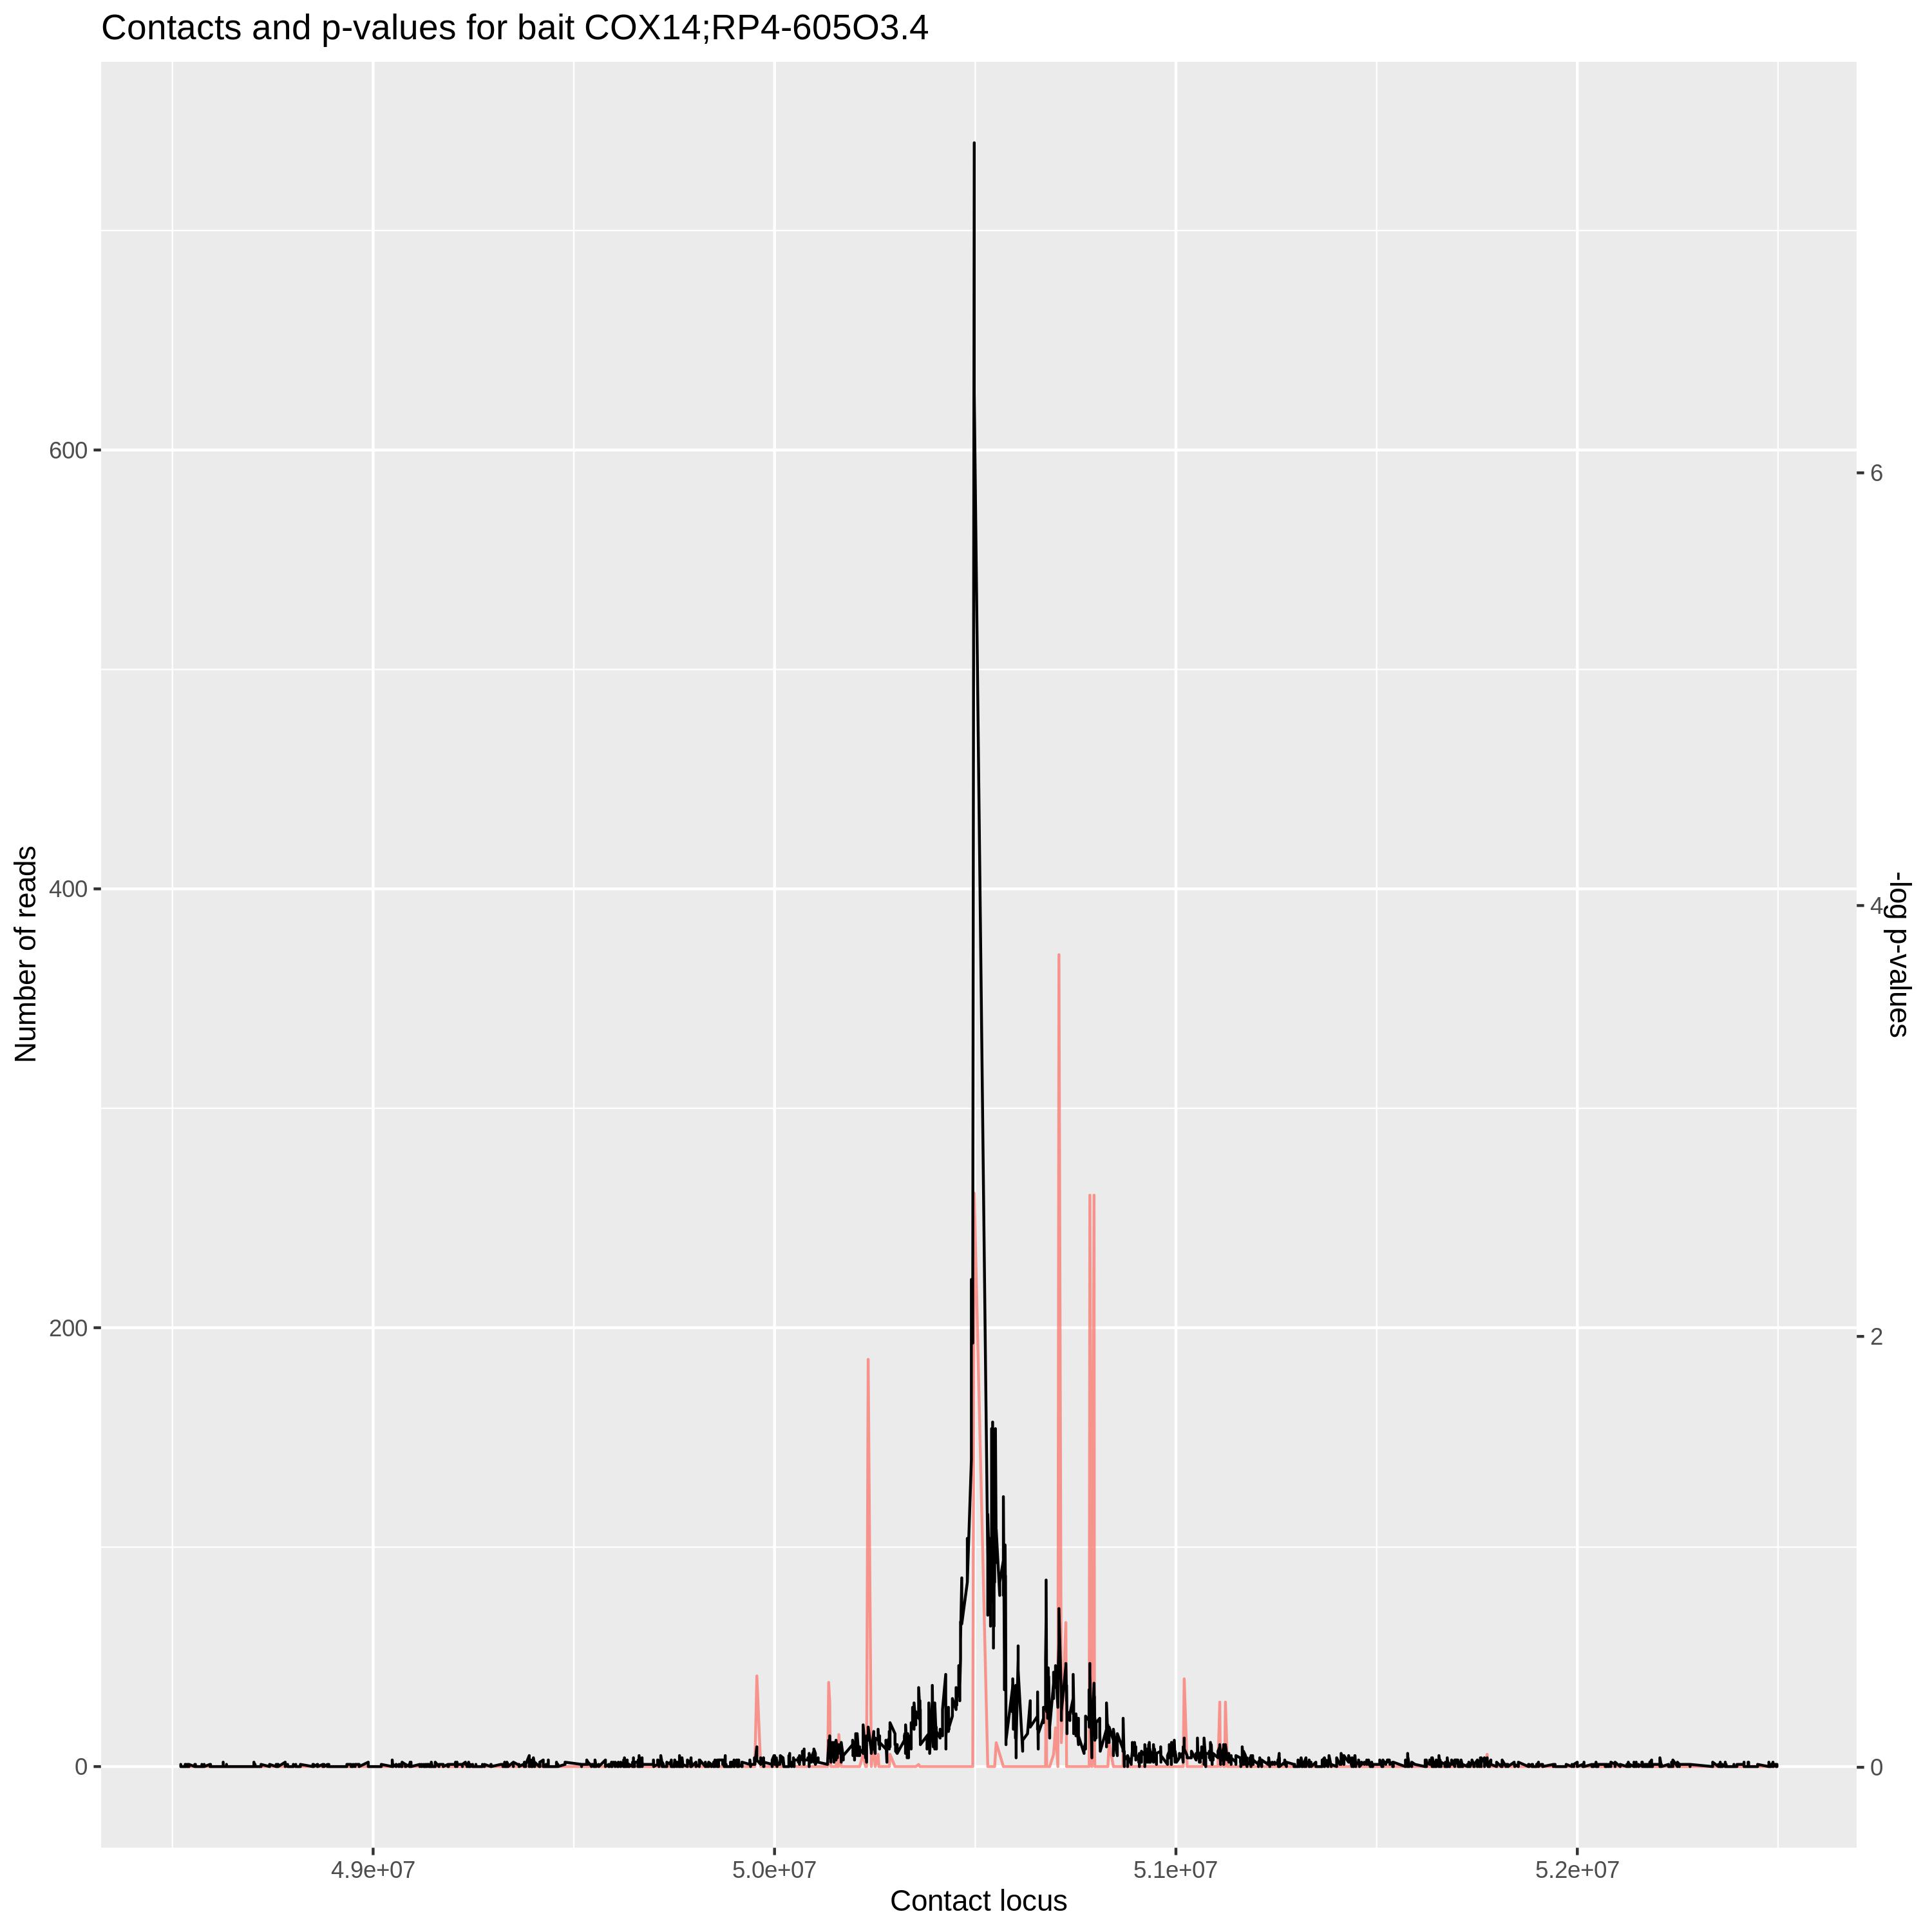 Contacts and p-values for bait COX14;RP4-605O3.4
Number of reads
600
400
200
0
6
4
2
0
-log p-values
4.9e+07
5.0e+07
5.1e+07
5.2e+07
Contact locus